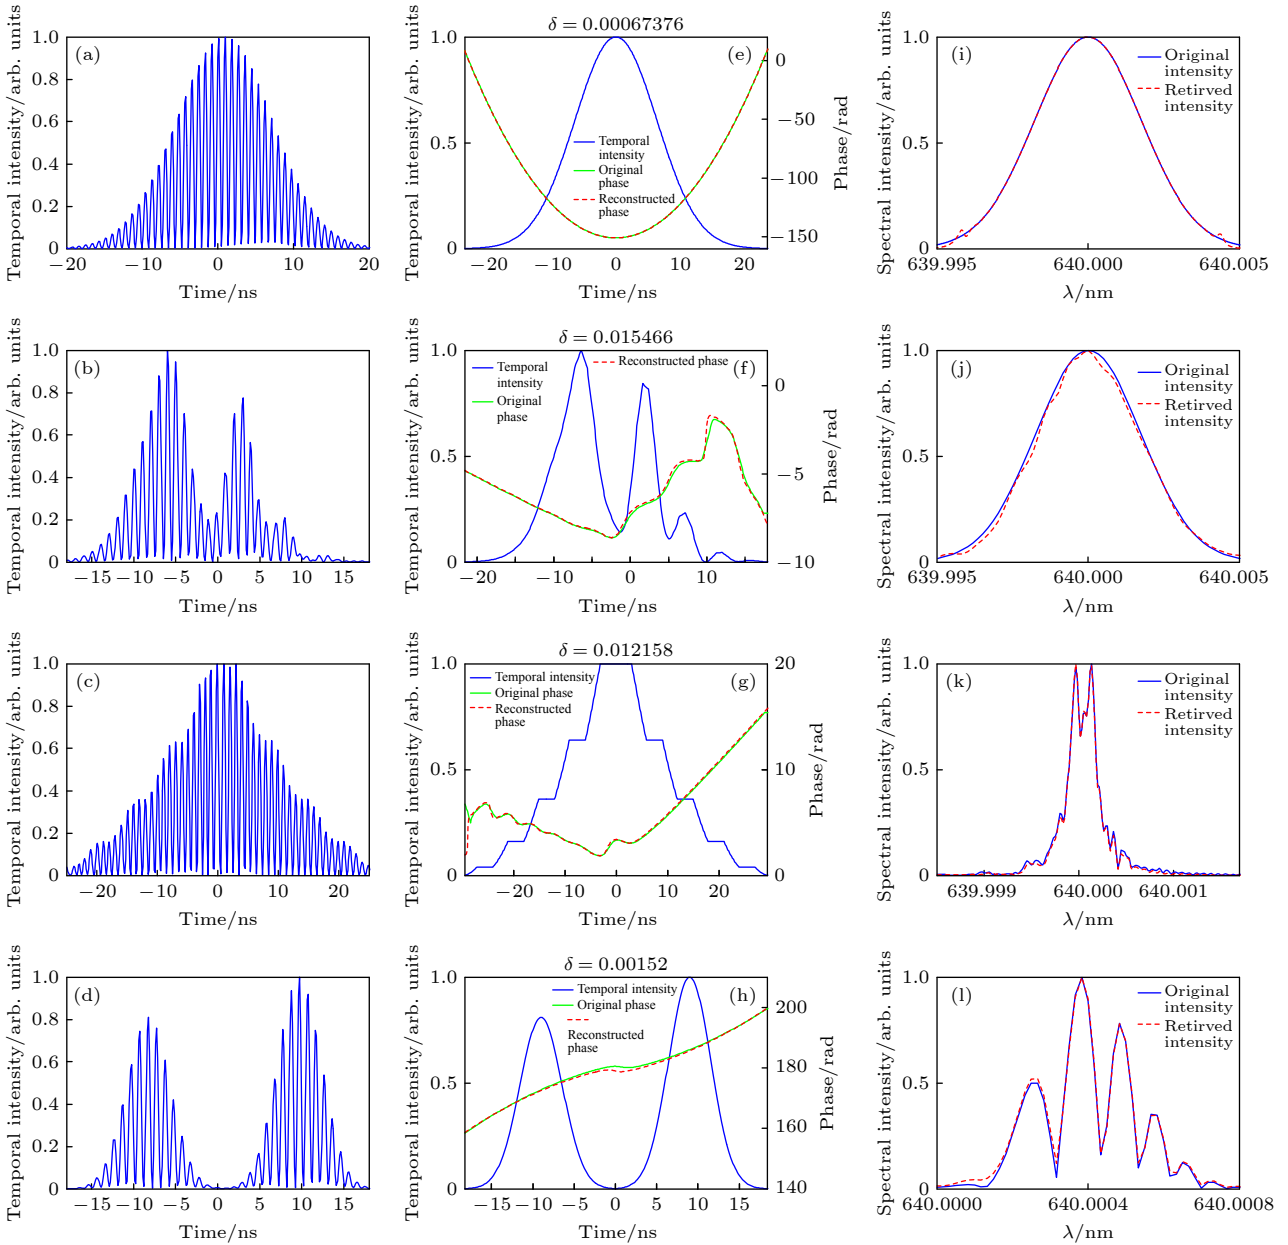 (a)
Temporal intensity/arb. units
1.0
0.8
0.6
0.4
0.2
0
−20 −10 0 10 20
Time/ns
δ = 0.00067376
(e)
Temporal intensity/arb. units
1.0
0.5
0
Temporal
intensity
Original
phase
Reconstructed
phase
0
−50
−100
−150
Phase/rad
−20 −10 0 10 20
Time/ns
(i)
Spectral intensity/arb. units
1.0
0.5
0
Original
intensity
Retirved
intensity
639.995 640.000 640.005
λ/nm
(b)
Temporal intensity/arb. units
1.0
0.8
0.6
0.4
0.2
0
−15 −10 −5 0 5 10 15
Time/ns
δ = 0.015466
(f)
Temporal intensity/arb. units
1.0
0.5
0
Temporal
intensity
Original
phase
Reconstructed phase
0
−5
−10
Phase/rad
−20 −10 0 10
Time/ns
(j)
Spectral intensity/arb. units
1.0
0.5
0
Original
intensity
Retirved
intensity
639.995 640.000 640.005
λ/nm
(c)
Temporal intensity/arb. units
1.0
0.8
0.6
0.4
0.2
0
−20 −10 0 10 20
Time/ns
δ = 0.012158
(g)
Temporal intensity/arb. units
1.0
0.5
0
Temporal intensity
Original phase
Reconstructed
phase
20
10
0
Phase/rad
−20 −10 0 10 20
Time/ns
(k)
Spectral intensity/arb. units
1.0
0.5
0
Original
intensity
Retirved
intensity
639.999 640.000 640.001
λ/nm
(d)
Temporal intensity/arb. units
1.0
0.8
0.6
0.4
0.2
0
−15 −10 −5 0 5 10 15
Time/ns
δ = 0.00152
(h)
Temporal intensity/arb. units
1.0
0.5
0
Temporal intensity
Original phase
Reconstructed
phase
200
180
160
140
Phase/rad
−15 −10 −5 0 5 10 15
Time/ns
(l)
Spectral intensity/arb. units
1.0
0.5
0
Original
intensity
Retirved
intensity
640.0000 640.0004 640.0008
λ/nm